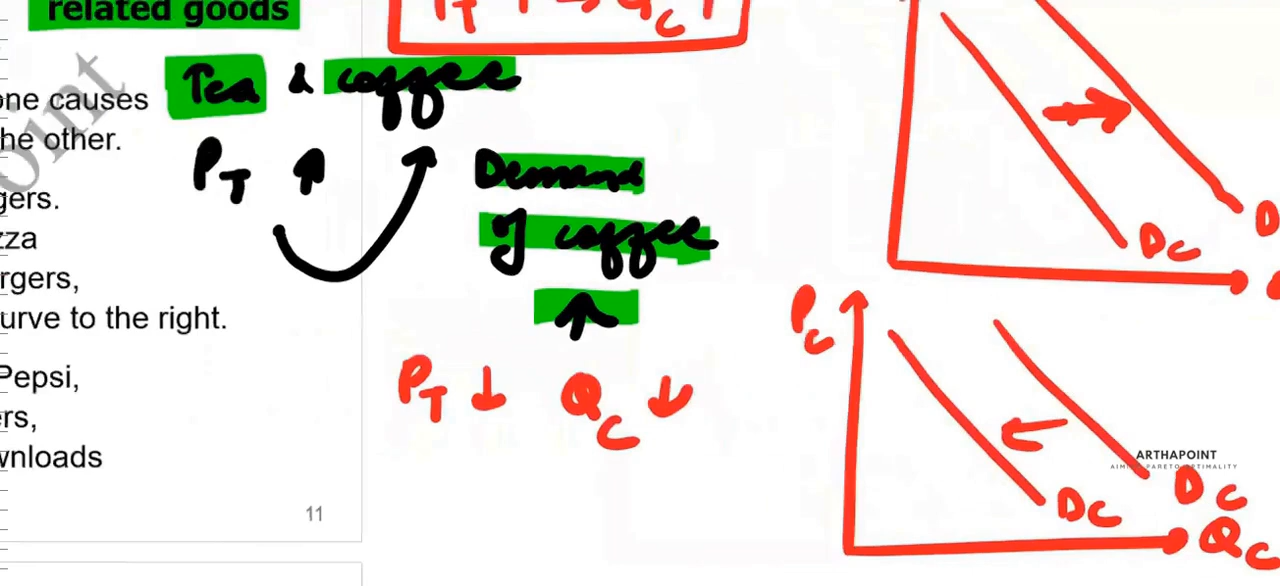 related goods
one causes
he other.
gers.
zza
rgers,
urve to the right.
Pepsi,
ers,
wnloads
11
oint
Tea & coffee
P_T ↑
Demand
of coffee
↑
P_T ↓ Q_C ↓
D_C
P_C
D_C
D_C
Q_C
ARTHAPOINT